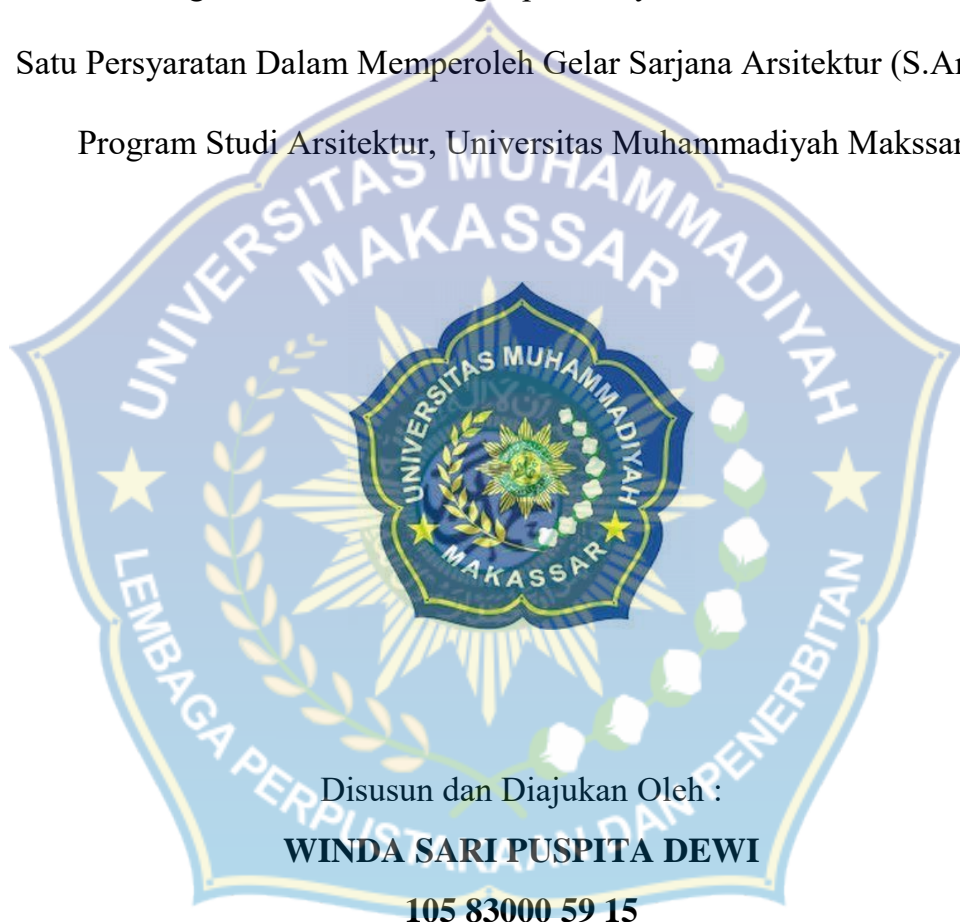 Satu Persyaratan Dalam Memperoleh Gelar Sarjana Arsitektur (S.Ar
Program Studi Arsitektur, Universitas Muhammadiyah Makssar
UNIVERSITAS MUHAMMADIYAH
MAKASSAR
UNIVERSITAS MUHAMMADIYAH
MAKASSAR
LEMBAGA PERPUSTAKAAN DAN PENERBITAN
Disusun dan Diajukan Oleh :
WINDA SARI PUSPITA DEWI
105 83000 59 15